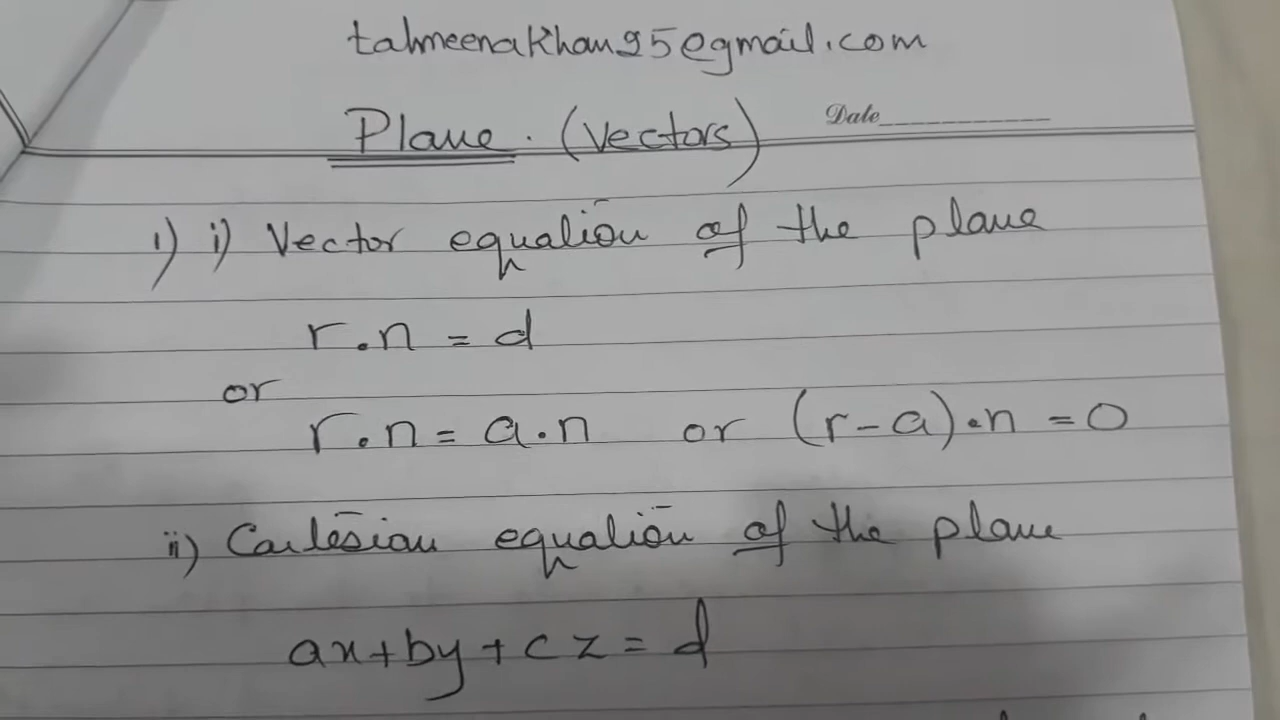 tahmeenakhan95@gmail.com
Plane. (Vectors)
Date
1) i) Vector equation of the plane
r.n = d
or
r.n = a.n or (r-a).n = 0
ii) Cartesian equation of the plane
ax+by+cz = d